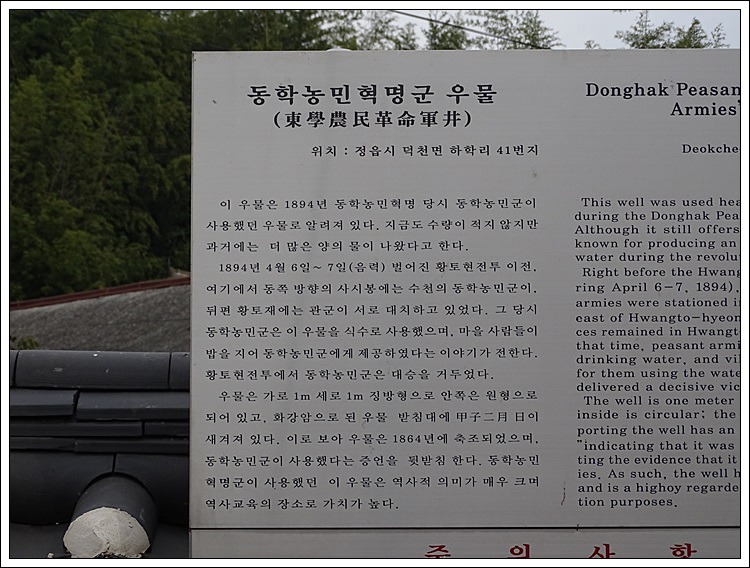 동학농민혁명군 우물
(東學農民革命軍井)
위치 : 정읍시 덕천면 하학리 41번지
이 우물은 1894년 동학농민혁명 당시 동학농민군이
사용했던 우물로 알려져 있다. 지금도 수량이 적지 않지만
과거에는 더 많은 양의 물이 나왔다고 한다.
1894년 4월 6일~ 7일(음력) 벌어진 황토현전투 이전,
여기에서 동쪽 방향의 사시봉에는 수천의 동학농민군이,
뒤편 황토재에는 관군이 서로 대치하고 있었다. 그 당시
동학농민군은 이 우물을 식수로 사용했으며, 마을 사람들이
밥을 지어 동학농민군에게 제공하였다는 이야기가 전한다.
황토현전투에서 동학농민군은 대승을 거두었다.
우물은 가로 1m 세로 1m 정방형으로 안쪽은 원형으로
되어 있고, 화강암으로 된 우물 받침대에 甲子二月 日이
새겨져 있다. 이로 보아 우물은 1864년에 축조되었으며,
동학농민군이 사용했다는 증언을 뒷받침 한다. 동학농민
혁명군이 사용했던 이 우물은 역사적 의미가 매우 크며
역사교육의 장소로 가치가 높다.
Donghak Peasan
Armies'
Deokche
This well was used hea
during the Donghak Pea
Although it still offers
known for producing an
water during the revolu
Right before the Hwang
ring April 6-7, 1894),
armies were stationed i
east of Hwangto-hyeon
ces remained in Hwangt
that time, peasant armi
drinking water, and vil
for them using the wate
delivered a decisive vic
The well is one meter
inside is circular; the
porting the well has an
"indicating that it was
ting the evidence that it
ies. As such, the well h
and is a highoy regarde
tion purposes.
주 의 사 항